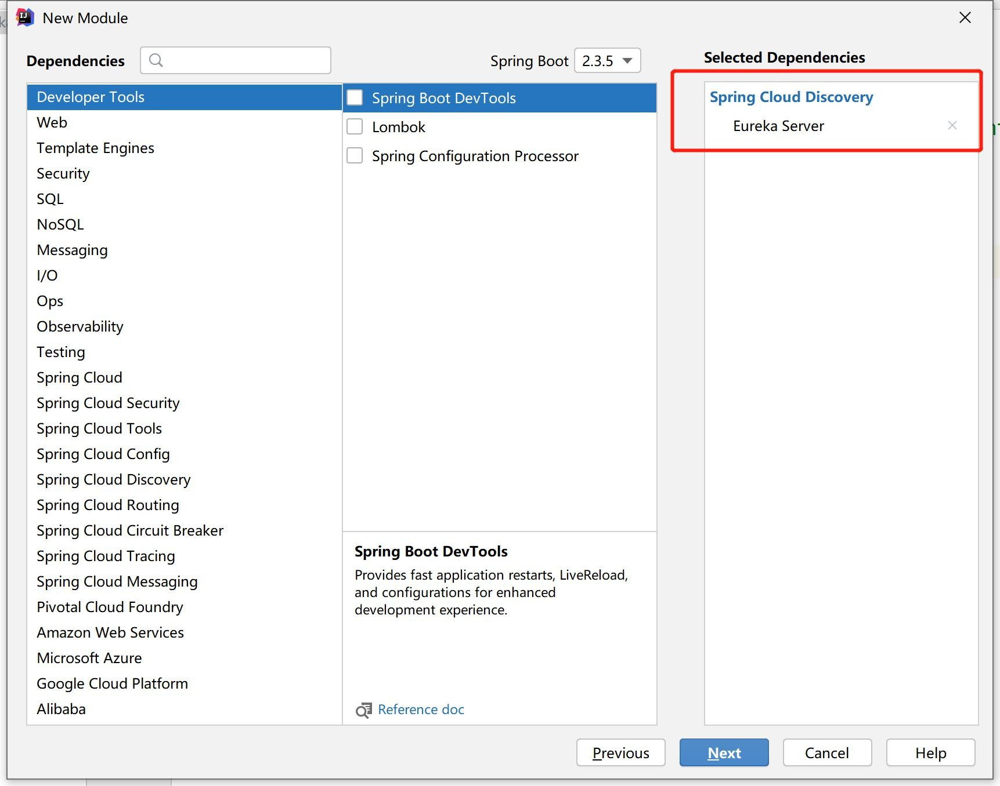 New Module
Dependencies
Spring Boot 2.3.5
Selected Dependencies
Developer Tools
Web
Template Engines
Security
SQL
NoSQL
Messaging
I/O
Ops
Observability
Testing
Spring Cloud
Spring Cloud Security
Spring Cloud Tools
Spring Cloud Config
Spring Cloud Discovery
Spring Cloud Routing
Spring Cloud Circuit Breaker
Spring Cloud Tracing
Spring Cloud Messaging
Pivotal Cloud Foundry
Amazon Web Services
Microsoft Azure
Google Cloud Platform
Alibaba
Spring Boot DevTools
Lombok
Spring Configuration Processor
Spring Boot DevTools
Provides fast application restarts, LiveReload,
and configurations for enhanced
development experience.
Reference doc
Spring Cloud Discovery
Eureka Server
Previous
Next
Cancel
Help